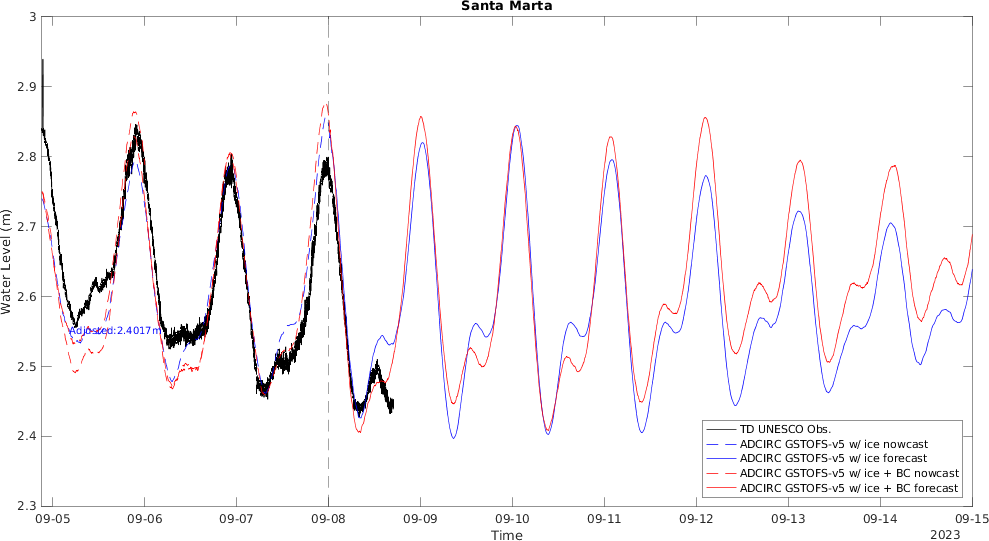 Santa Marta
3
2.9
2.8
2.7
2.6
2.5
2.4
2.3
Water Level (m)
Adjusted:2.4017m
TD UNESCO Obs.
ADCIRC GSTOFS-v5 w/ ice nowcast
ADCIRC GSTOFS-v5 w/ ice forecast
ADCIRC GSTOFS-v5 w/ ice + BC nowcast
ADCIRC GSTOFS-v5 w/ ice + BC forecast
09-05 09-06 09-07 09-08 09-09 09-10 09-11 09-12 09-13 09-14 09-15
Time
2023